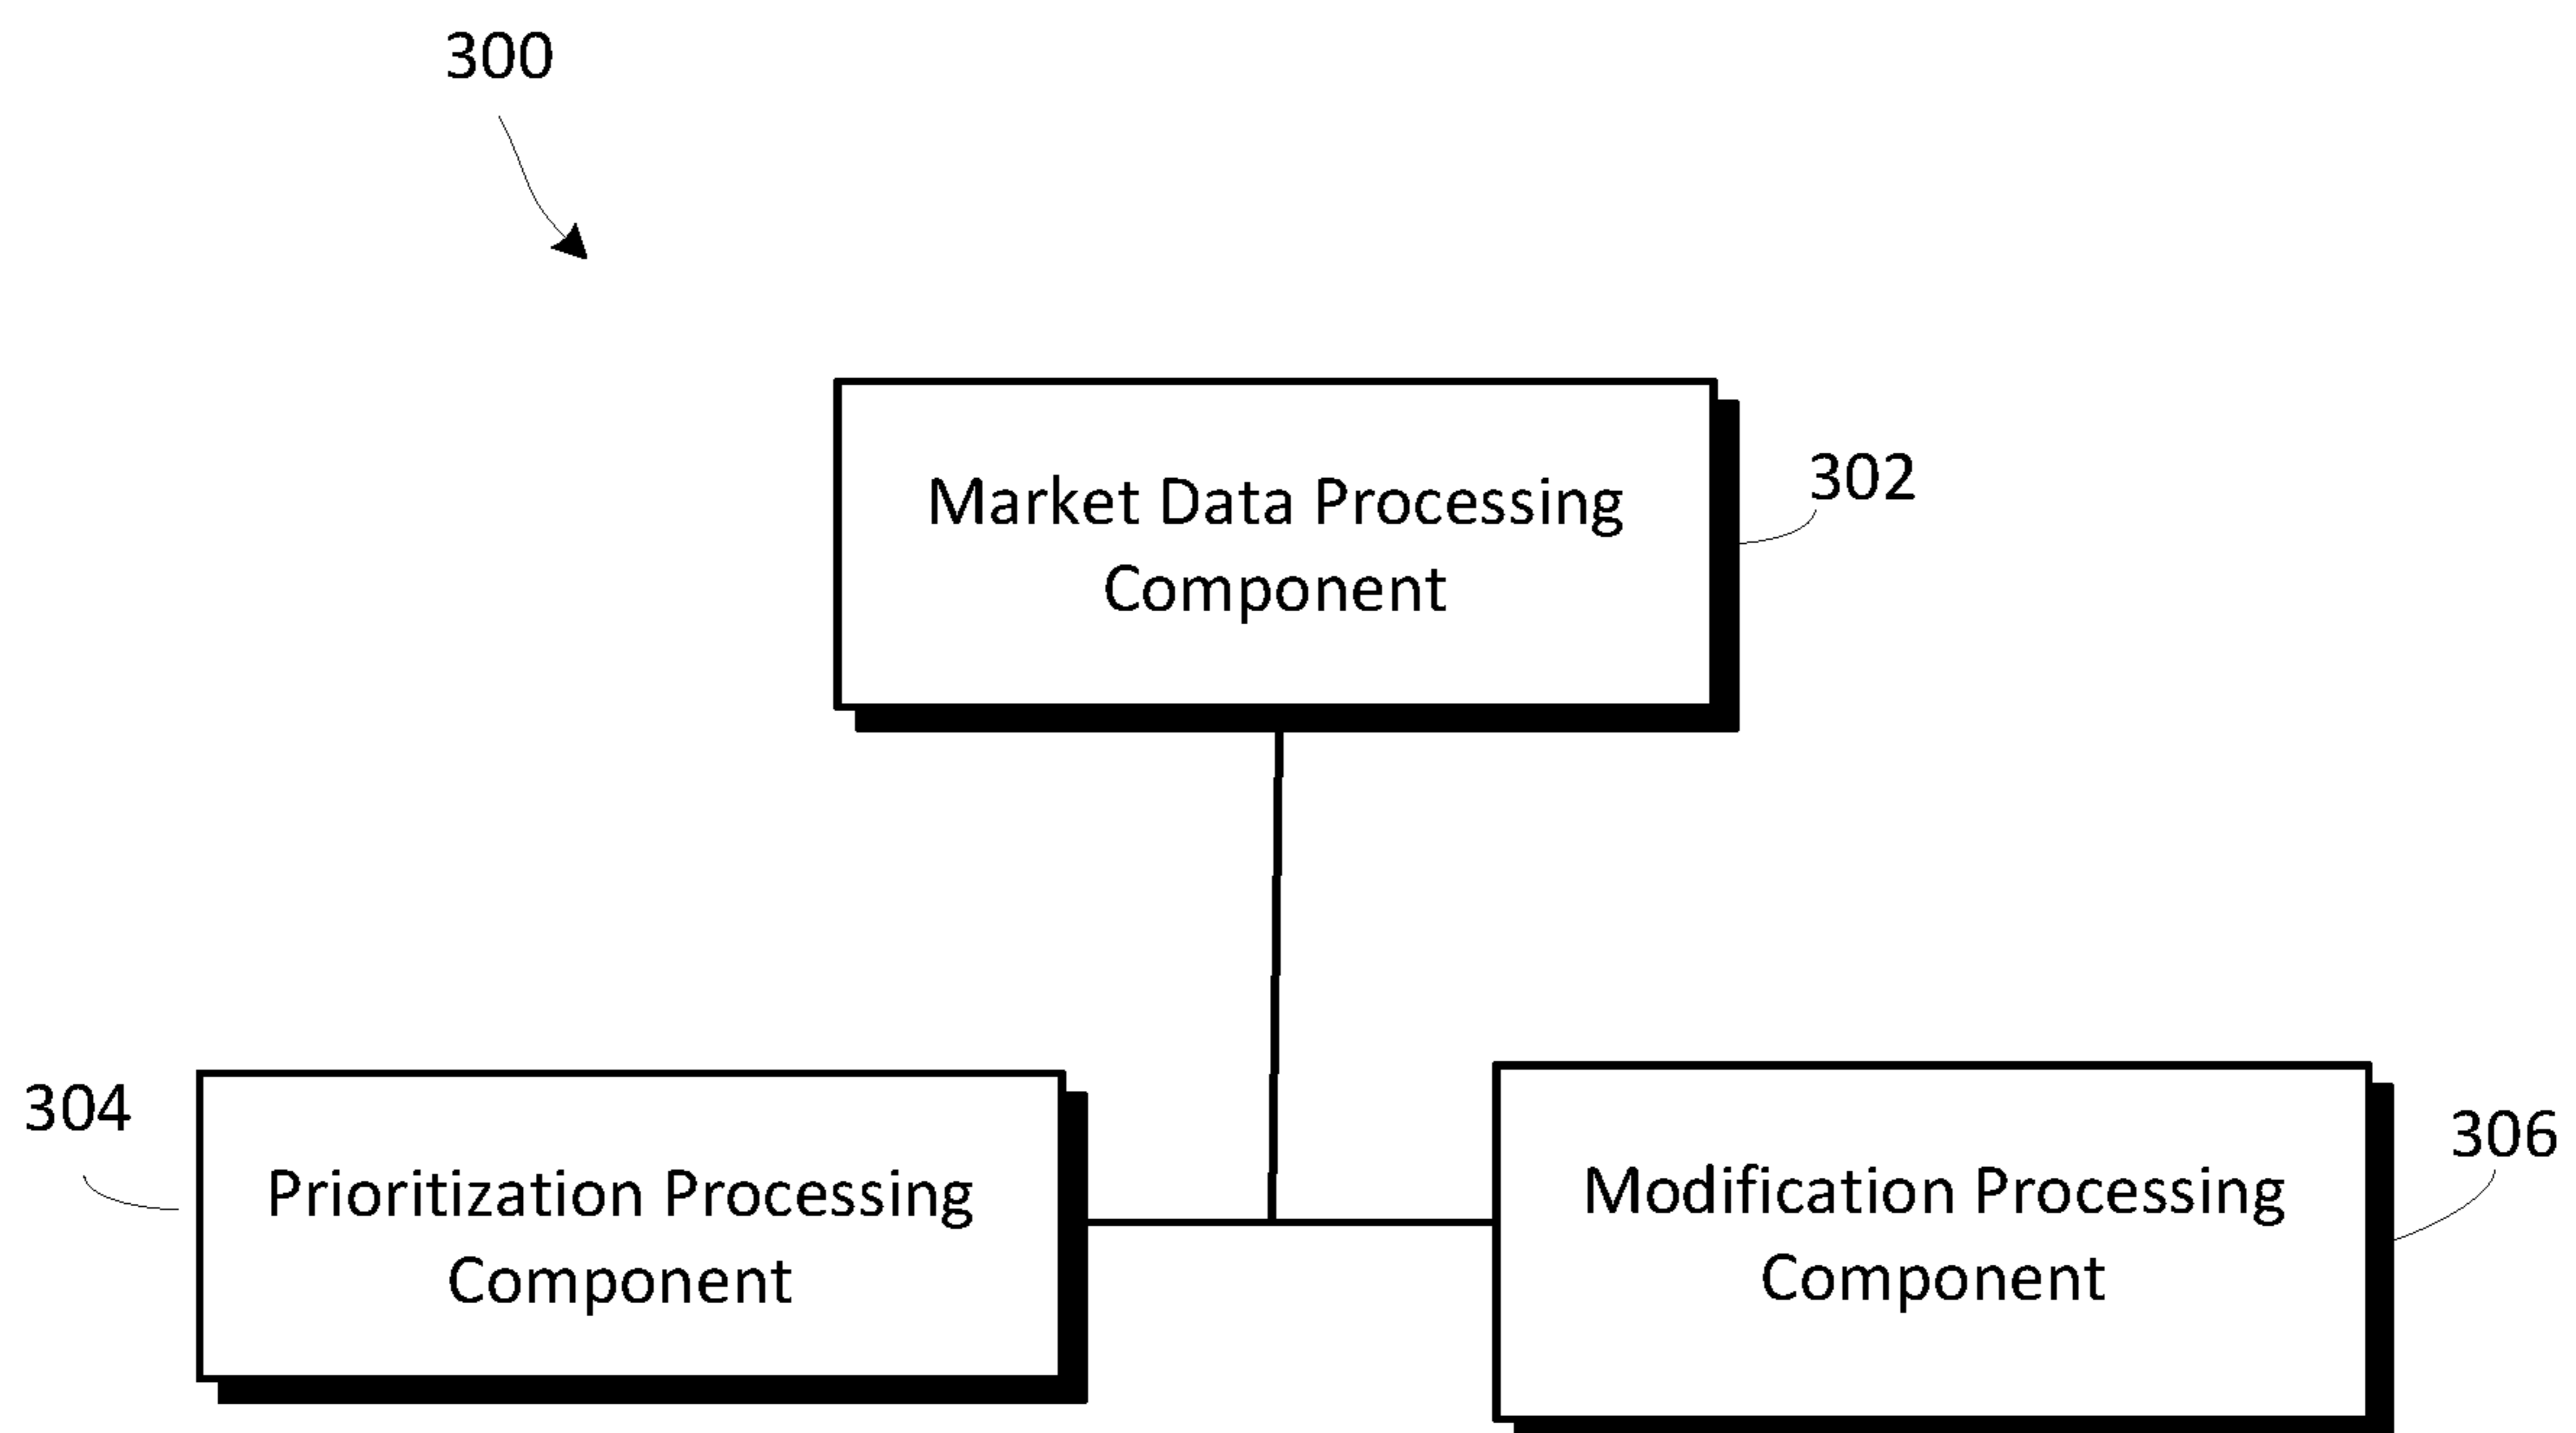 300
Market Data Processing
Component
302
304
Prioritization Processing
Component
Modification Processing
Component
306